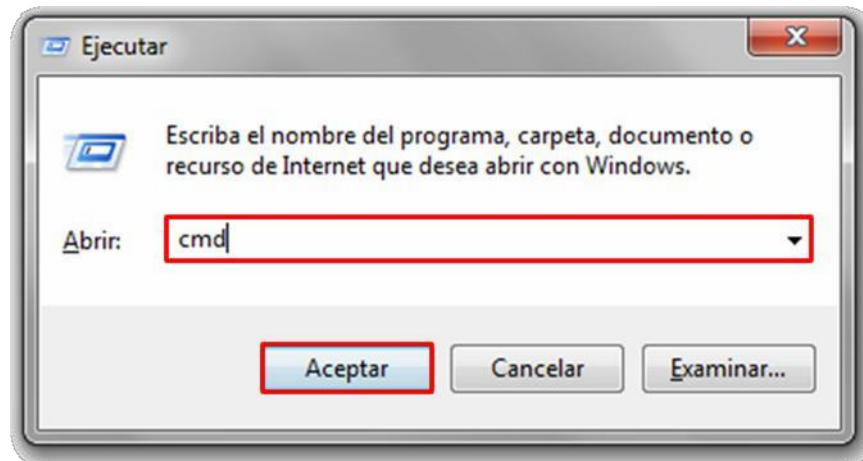 Ejecutar
Escriba el nombre del programa, carpeta, documento o
recurso de Internet que desea abrir con Windows.
Abrir: cmd
Aceptar Cancelar Examinar...